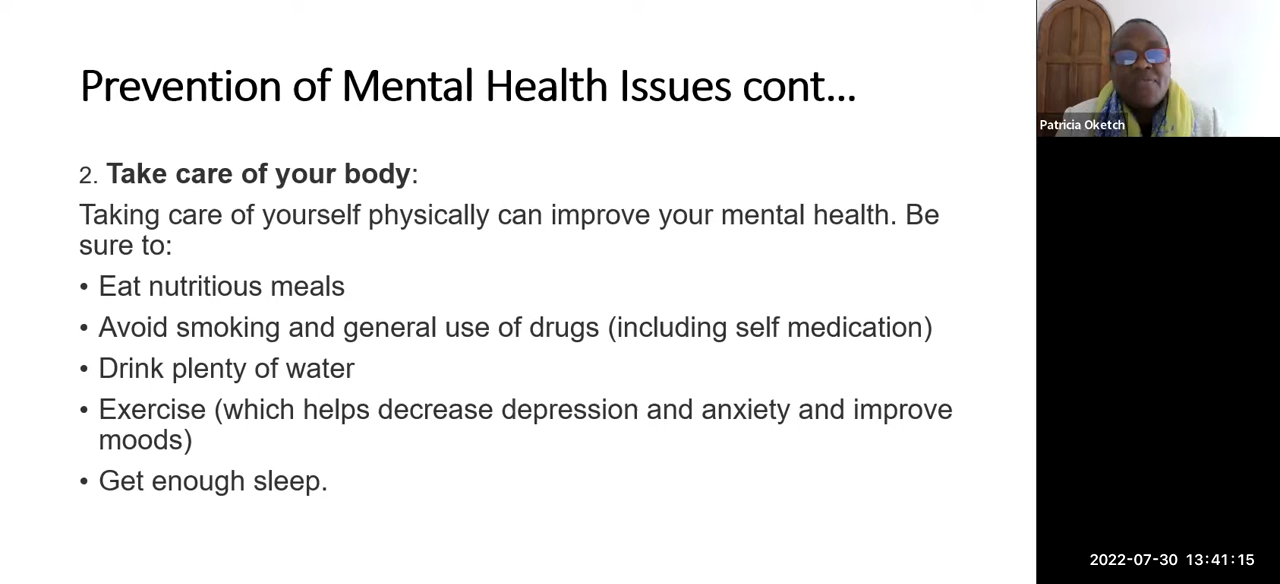 Prevention of Mental Health Issues cont...
2. Take care of your body:
Taking care of yourself physically can improve your mental health. Be
sure to:
• Eat nutritious meals
• Avoid smoking and general use of drugs (including self medication)
• Drink plenty of water
• Exercise (which helps decrease depression and anxiety and improve
moods)
• Get enough sleep.
Patricia Oketch
2022-07-30 13:41:15